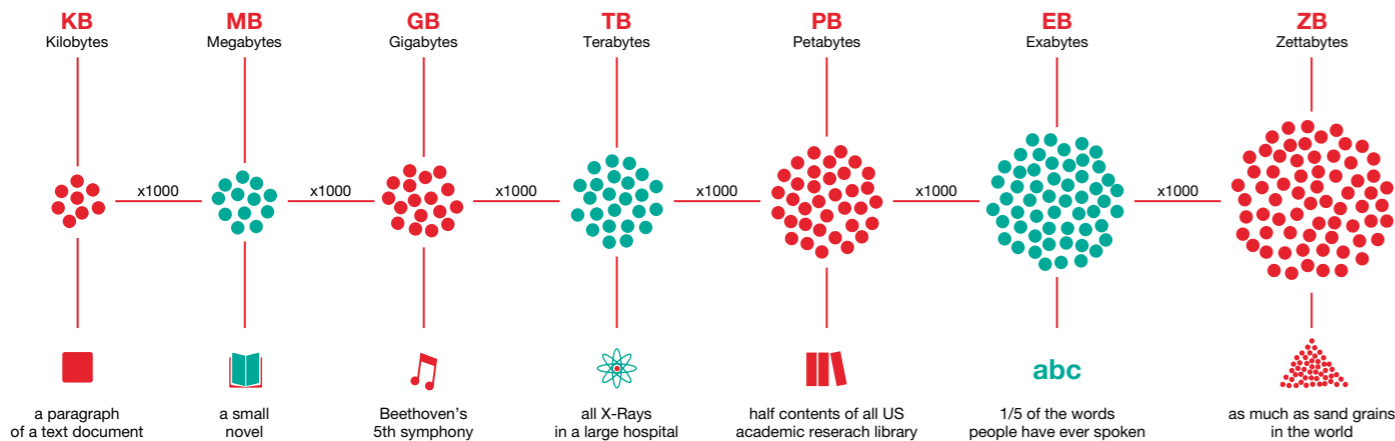 KB
Kilobytes
MB
Megabytes
GB
Gigabytes
TB
Terabytes
PB
Petabytes
EB
Exabytes
ZB
Zettabytes
x1000
x1000
x1000
x1000
x1000
x1000
abc
a paragraph
of a text document
a small
novel
Beethoven's
5th symphony
all X-Rays
in a large hospital
half contents of all US
academic reserach library
1/5 of the words
people have ever spoken
as much as sand grains
in the world